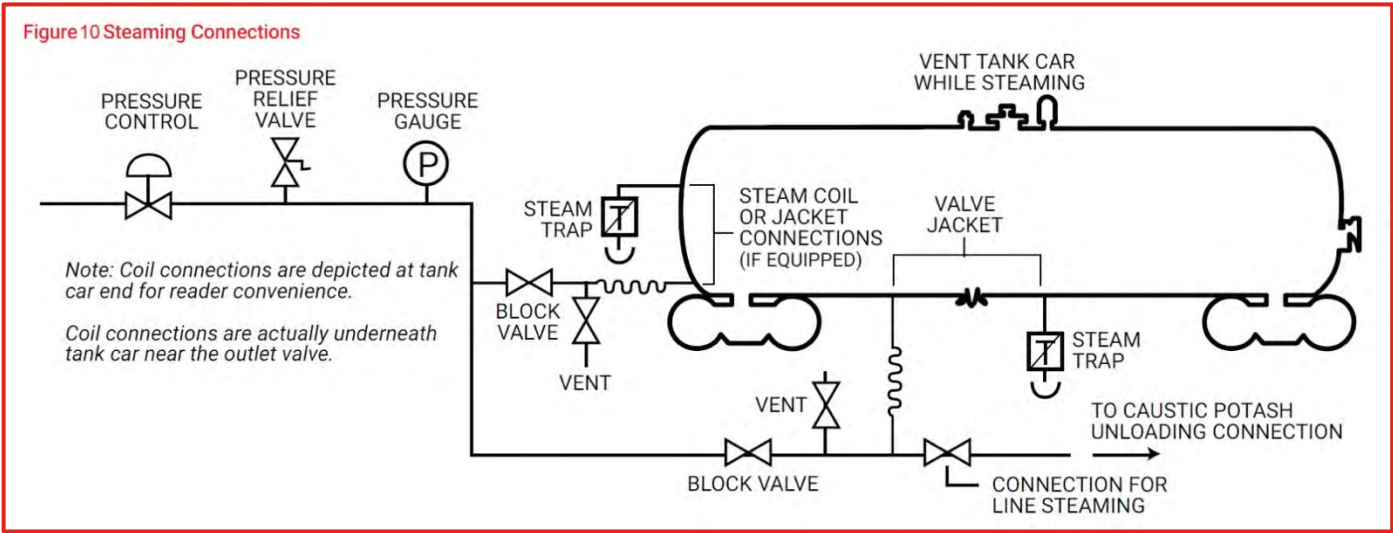 Figure 10 Steaming Connections
PRESSURE
CONTROL
PRESSURE
RELIEF
VALVE
PRESSURE
GAUGE
P
VENT TANK CAR
WHILE STEAMING
STEAM
TRAP
T
STEAM COIL
OR JACKET
CONNECTIONS
(IF EQUIPPED)
VALVE
JACKET
Note: Coil connections are depicted at tank
car end for reader convenience.
Coil connections are actually underneath
tank car near the outlet valve.
BLOCK
VALVE
VENT
T
STEAM
TRAP
VENT
BLOCK VALVE
TO CAUSTIC POTASH
UNLOADING CONNECTION
CONNECTION FOR
LINE STEAMING